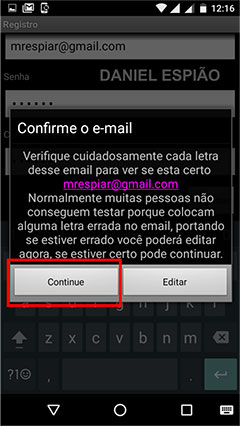 12:16
Registro
mrespiar@gmail.com
Senha
DANIEL ESPIÃO
Confirme o e-mail
Verifique cuidadosamente cada letra
desse email para ver se esta certo
mrespiar@gmail.com
Normalmente muitas pessoas não
conseguem testar porque colocam
alguma letra errada no email, portando
se estiver errado você poderá editar
agora, se estiver certo pode continuar.
Continue
Editar
a s d f g h j k l
z x c v b n m
?1 , .